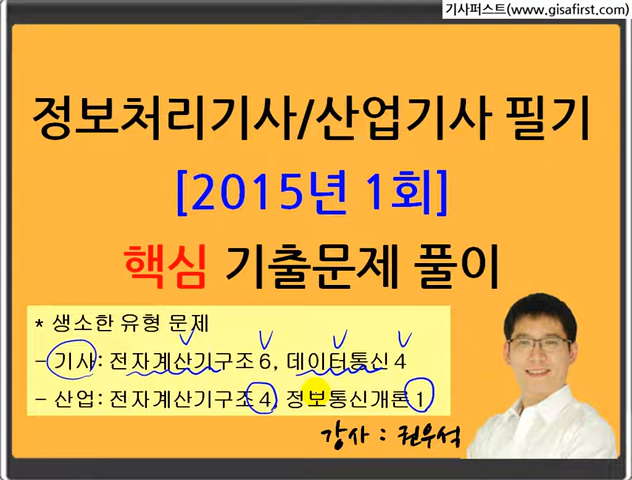 기사퍼스트(www.gisafirst.com)
정보처리기사/산업기사 필기
[2015년 1회]
핵심 기출문제 풀이
* 생소한 유형 문제
- 기사: 전자계산기구조 6, 데이터통신 4
- 산업: 전자계산기구조 4, 정보통신개론 1
강사 : 권우석